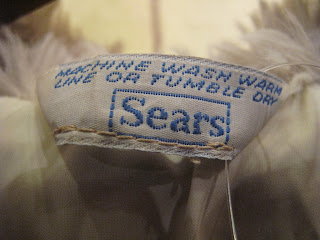 MACHINE WASH WARM
LINE OR TUMBLE DRY
Sears